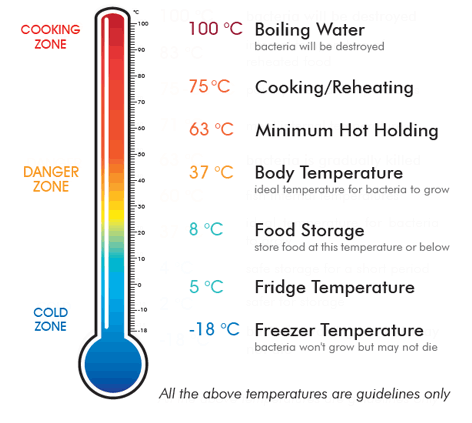 COOKING
ZONE
DANGER
ZONE
COLD
ZONE
°C
100
90
80
70
60
50
40
30
20
10
0
-10
-18
100 °C Boiling Water
bacteria will be destroyed
75 °C Cooking/Reheating
63 °C Minimum Hot Holding
37 °C Body Temperature
ideal temperature for bacteria to grow
8 °C Food Storage
store food at this temperature or below
5 °C Fridge Temperature
-18 °C Freezer Temperature
bacteria won't grow but may not die
All the above temperatures are guidelines only